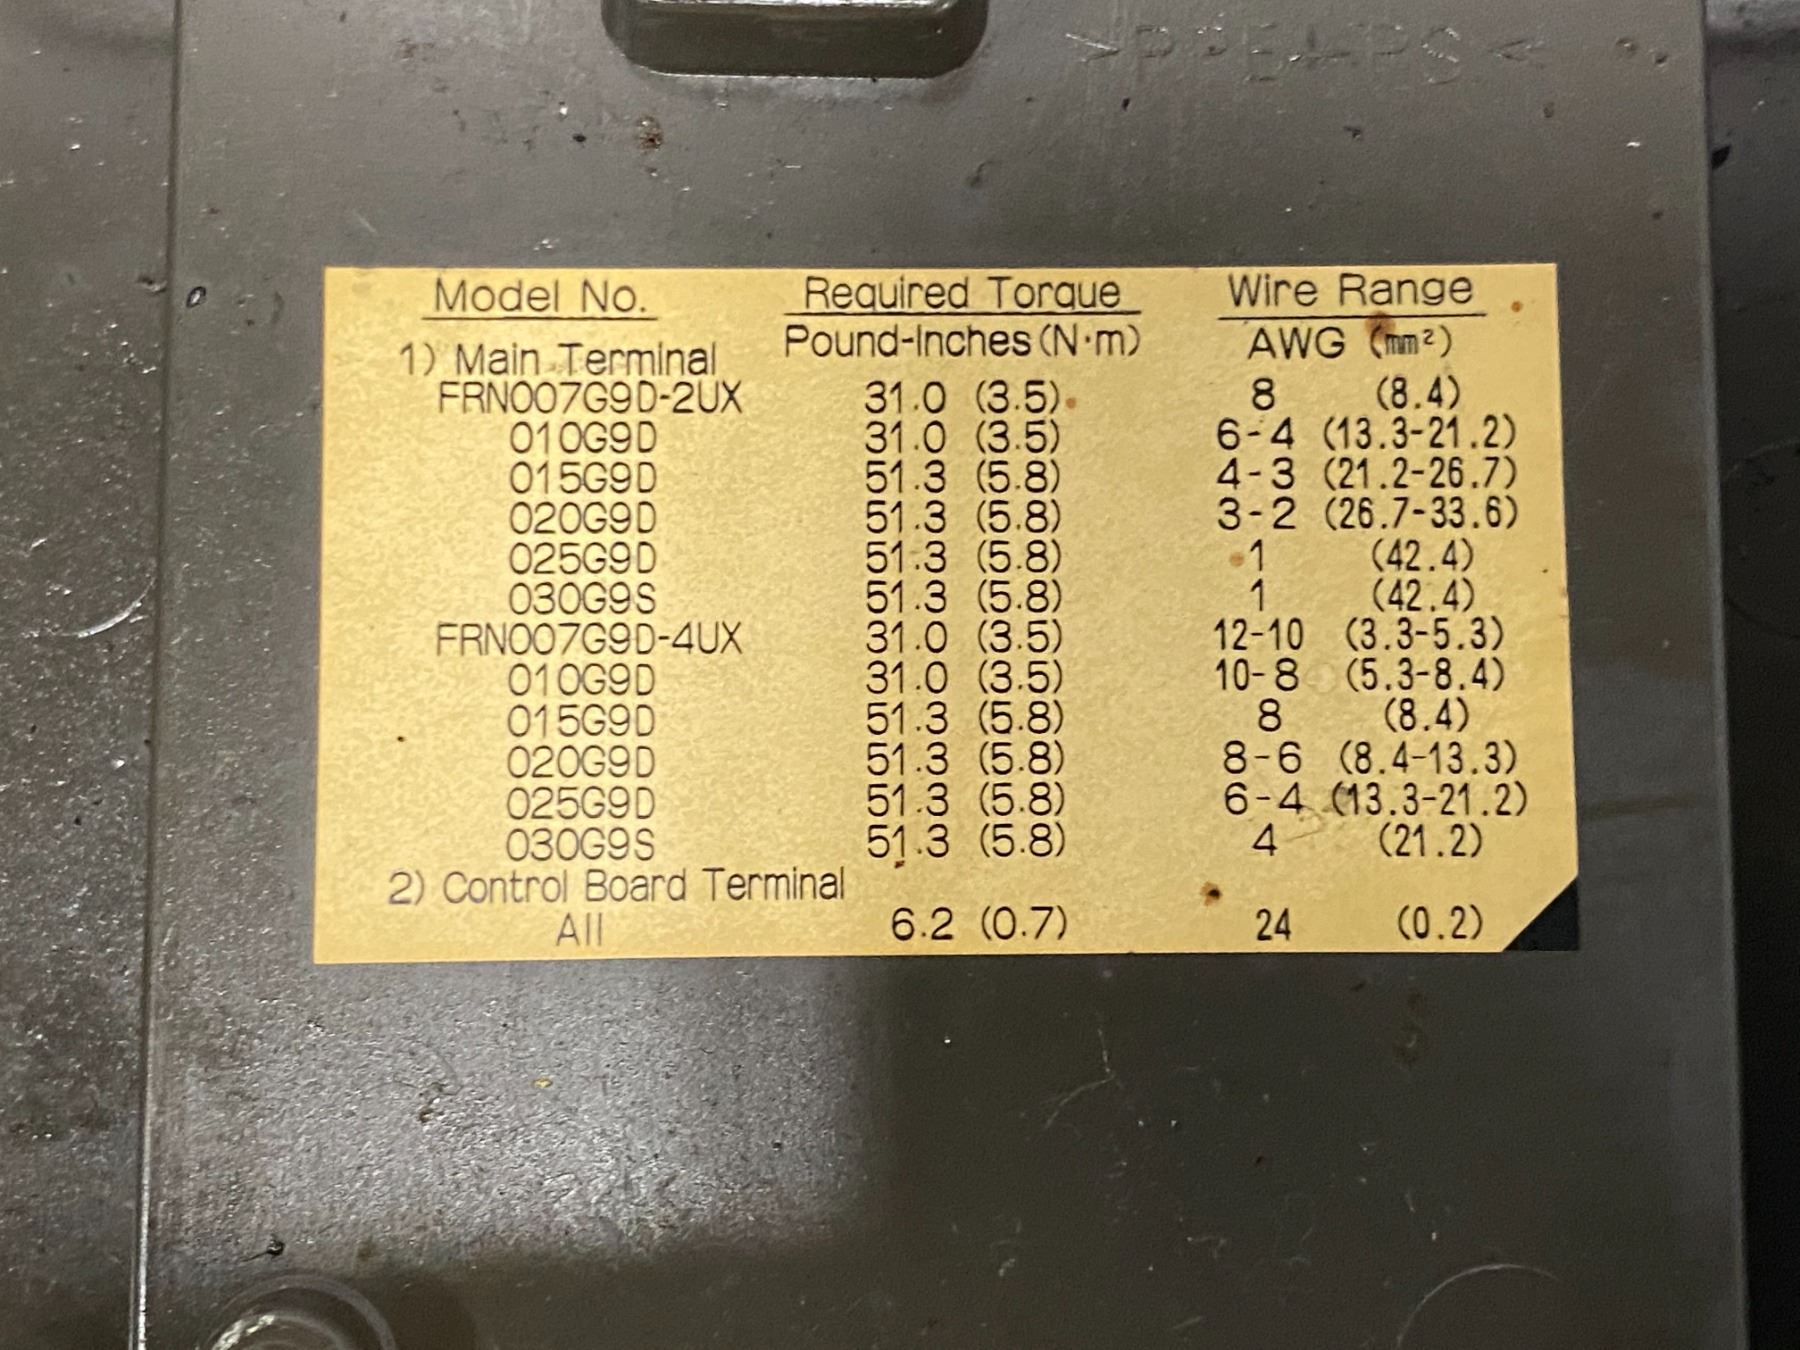 >PPE+PS<
Model No. Required Torque Wire Range
Pound-Inches (N·m) AWG (mm²)
1) Main Terminal
FRN007G9D-2UX 31.0 (3.5) 8 (8.4)
010G9D 31.0 (3.5) 6-4 (13.3-21.2)
015G9D 51.3 (5.8) 4-3 (21.2-26.7)
020G9D 51.3 (5.8) 3-2 (26.7-33.6)
025G9D 51.3 (5.8) 1 (42.4)
030G9S 51.3 (5.8) 1 (42.4)
FRN007G9D-4UX 31.0 (3.5) 12-10 (3.3-5.3)
010G9D 31.0 (3.5) 10-8 (5.3-8.4)
015G9D 51.3 (5.8) 8 (8.4)
020G9D 51.3 (5.8) 8-6 (8.4-13.3)
025G9D 51.3 (5.8) 6-4 (13.3-21.2)
030G9S 51.3 (5.8) 4 (21.2)
2) Control Board Terminal
All 6.2 (0.7) 24 (0.2)